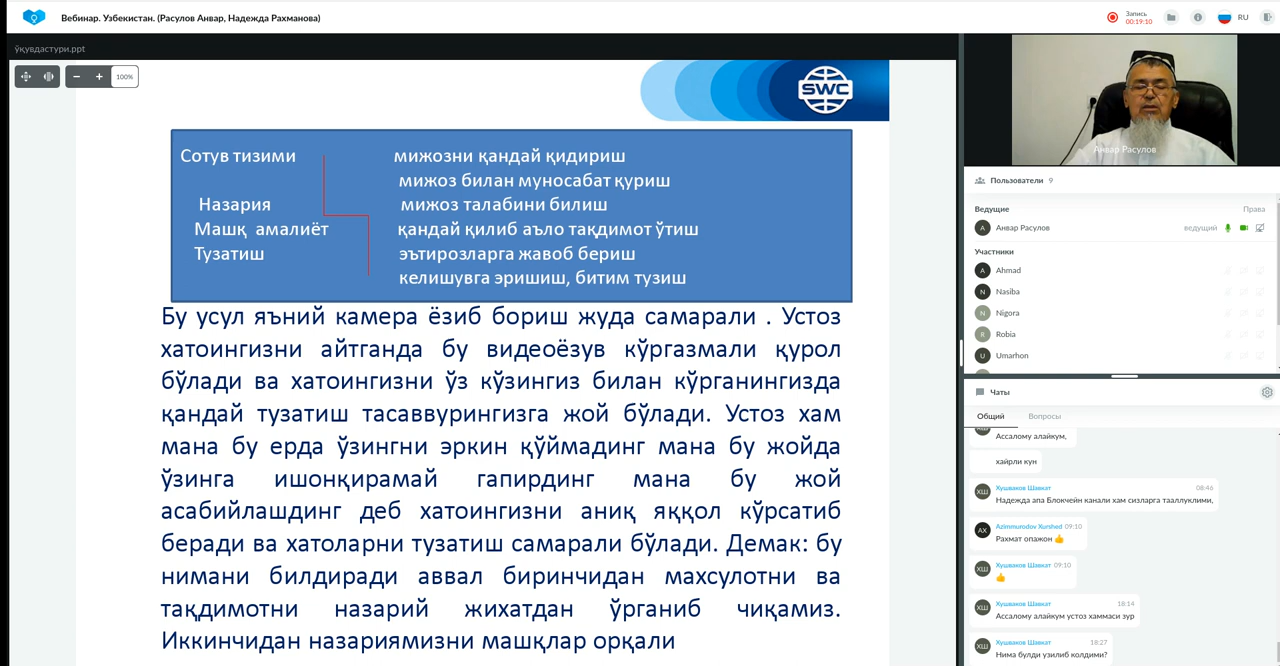 Вебинар. Узбекистан. (Расулов Анвар, Надежда Рахманова)
Запись
00:19:10
RU
ўқувдастури.ppt
100%
SWC
Сотув тизими
мижозни қандай қидириш
мижоз билан муносабат қуриш
Назария
мижоз талабини билиш
Машқ амалиёт
қандай қилиб аъло тақдимот ўтиш
Тузатиш
эътирозларга жавоб бериш
келишувга эришиш, битим тузиш
Бу усул яъний камера ёзиб бориш жуда самарали . Устоз
хатоингизни айтганда бу видеоёзув кўргазмали қурол
бўлади ва хатоингизни ўз кўзингиз билан кўрганингизда
қандай тузатиш тасаввурингизга жой бўлади. Устоз хам
мана бу ерда ўзингни эркин қўймадинг мана бу жойда
ўзинга ишонқирамай гапирдинг мана бу жой
асабийлашдинг деб хатоингизни аниқ яққол кўрсатиб
беради ва хатоларни тузатиш самарали бўлади. Демак: бу
нимани билдиради аввал биринчидан махсулотни ва
тақдимотни назарий жихатдан ўрганиб чиқамиз.
Иккинчидан назариямизни машқлар орқали
Анвар Расулов
Пользователи 9
Ведущие
Права
А
Анвар Расулов
ведущий
Участники
A
Ahmad
N
Nasiba
N
Nigora
R
Robia
U
Umarhon
Чаты
Общий
Вопросы
Ассалому алайкум,
хайрли кун
ХШ
Хушваков Шавкат
08:46
Надежда апа Блокчейн канали хам сизларга тааллуклими,
AX
Azimmurodov Xurshed 09:10
Рахмат опажон 👍
ХШ
Хушваков Шавкат 09:10
👍
ХШ
Хушваков Шавкат
18:14
Ассалому алайкум устоз хаммаси зур
ХШ
Хушваков Шавкат
18:27
Нима булди узилиб колдими?